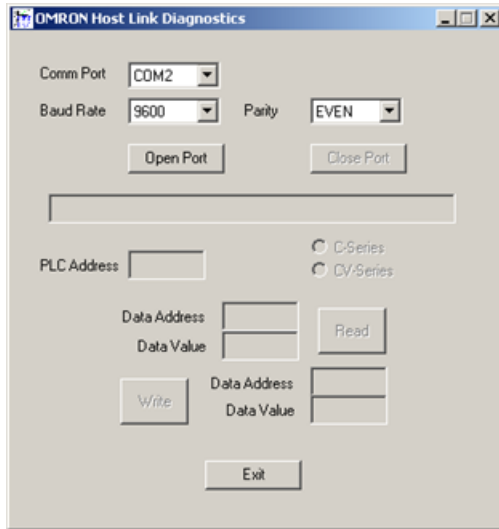 OMRON Host Link Diagnostics
Comm Port COM2
Baud Rate 9600 Parity EVEN
Open Port Close Port
C-Series
PLC Address
CV-Series
Data Address
Read
Data Value
Data Address
Write
Data Value
Exit